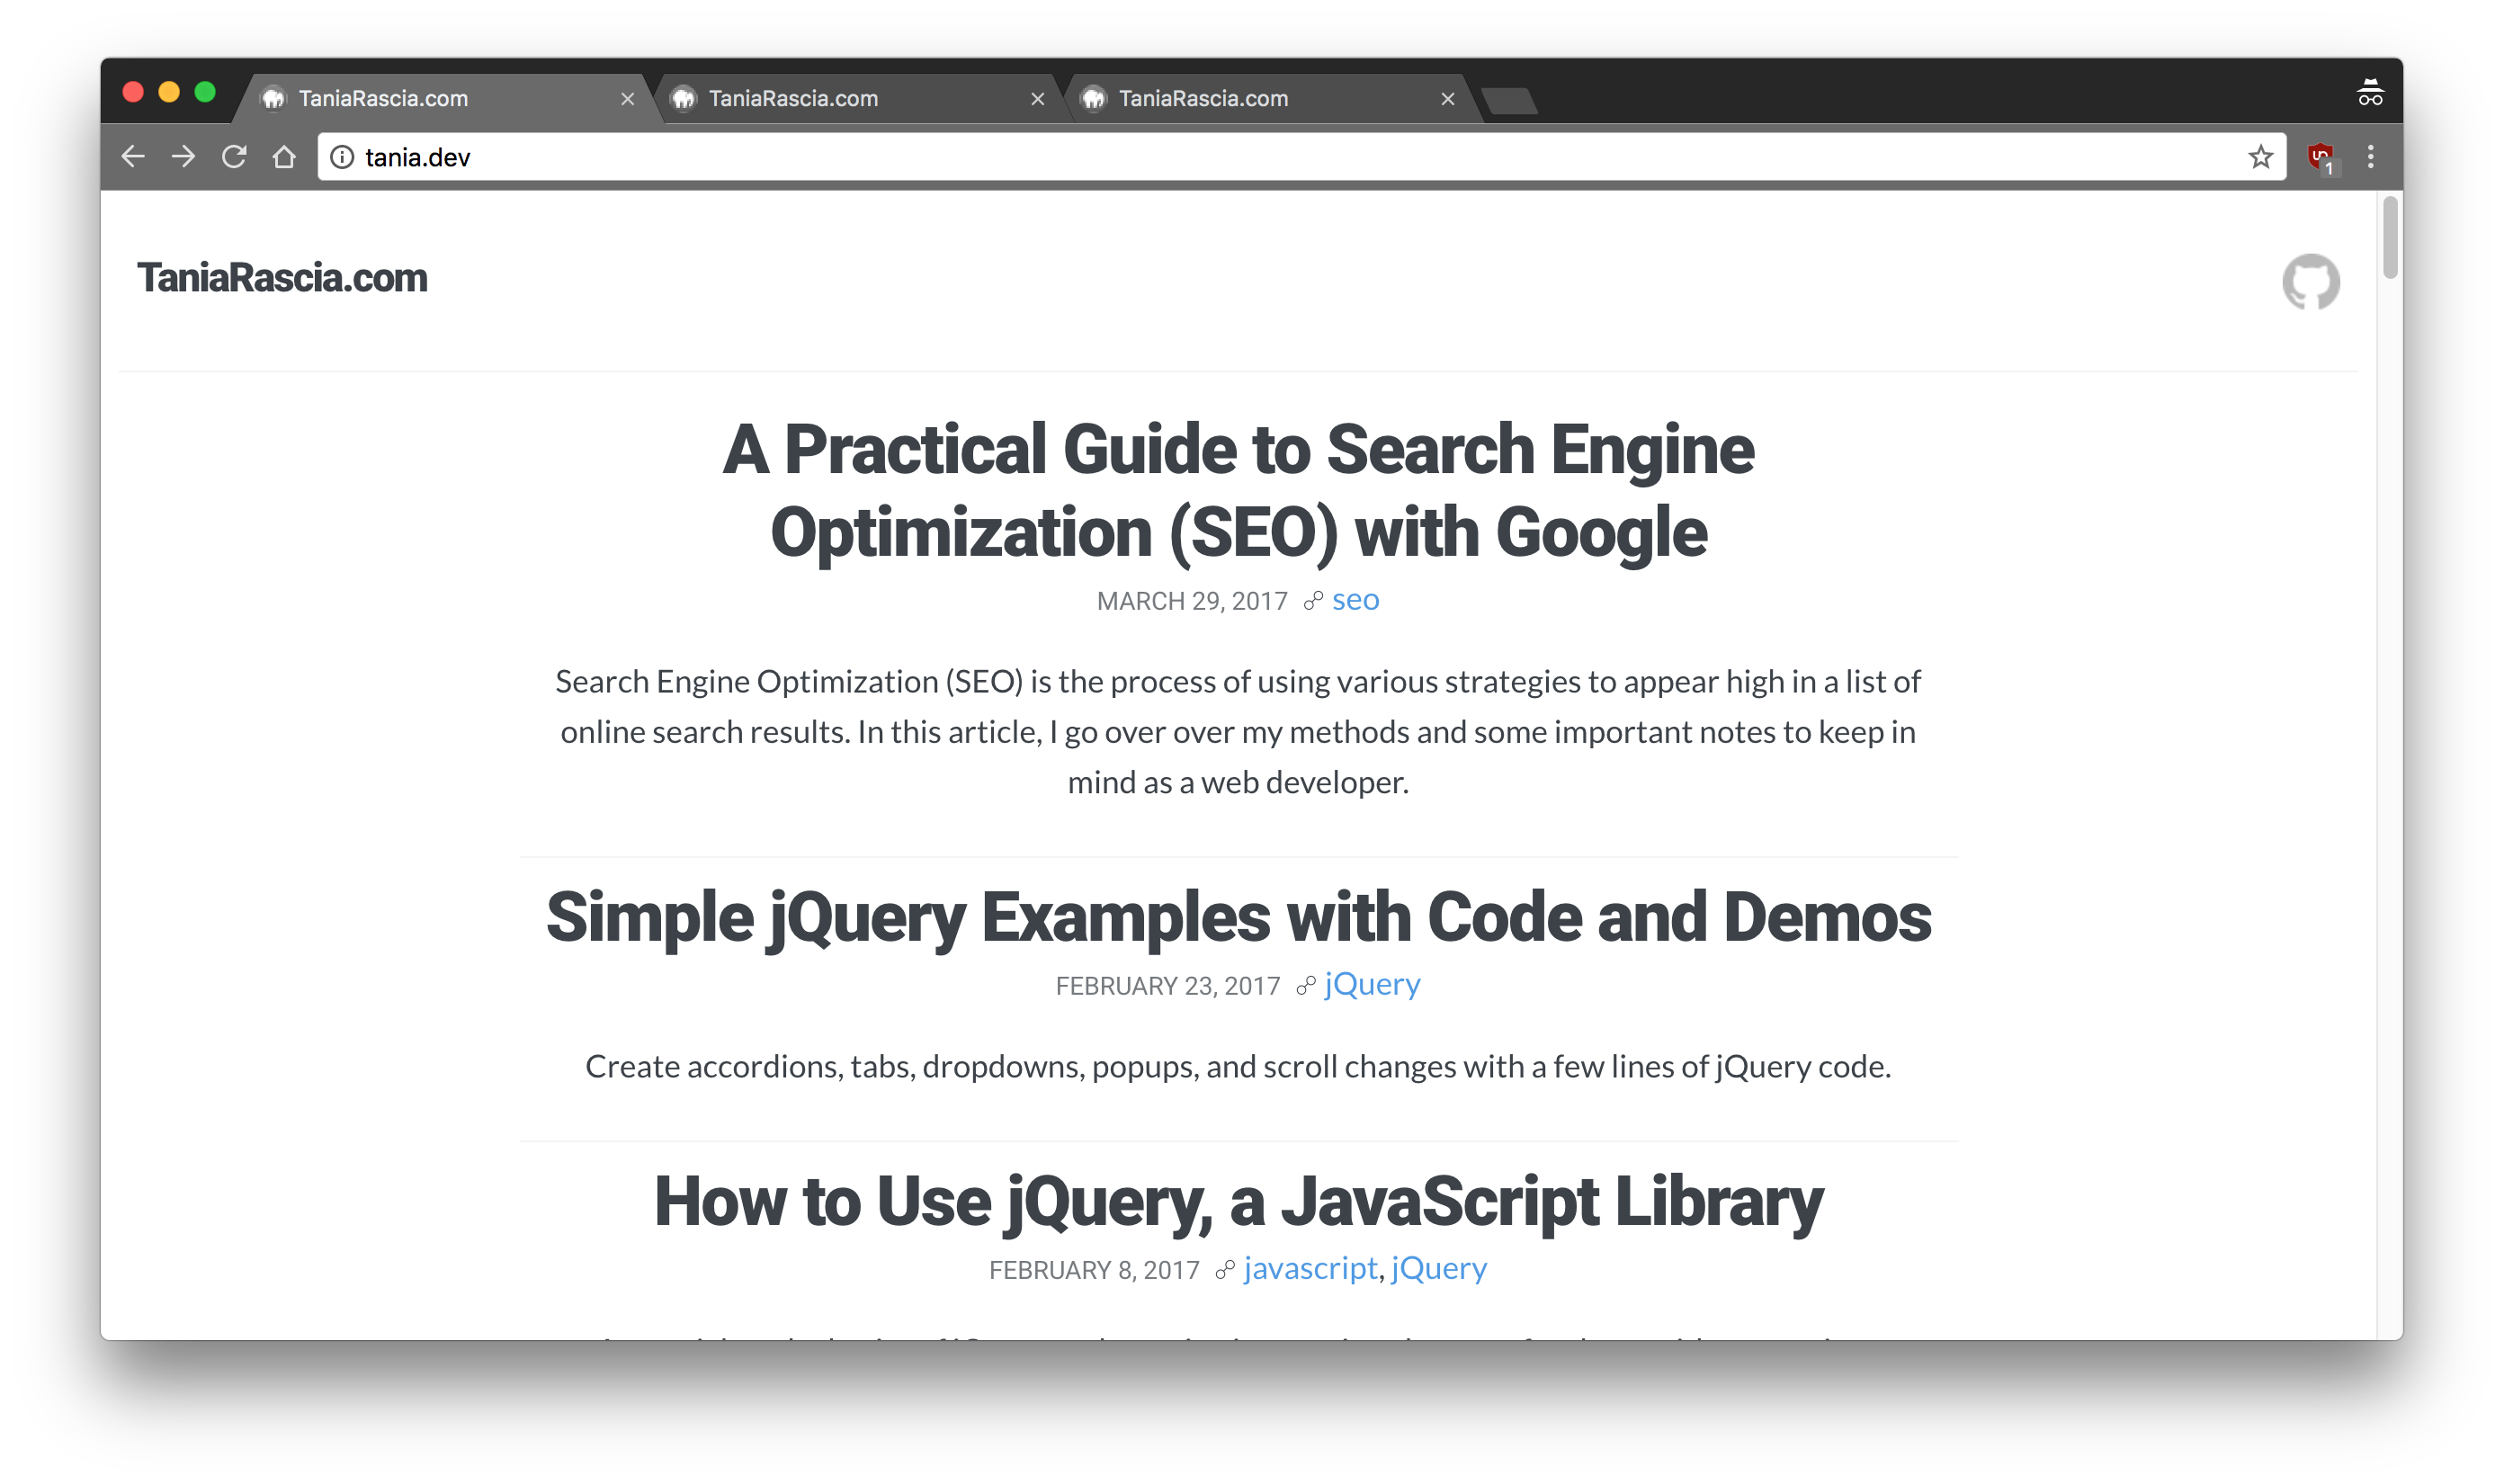 TaniaRascia.com TaniaRascia.com TaniaRascia.com
tania.dev
1
TaniaRascia.com
A Practical Guide to Search Engine
Optimization (SEO) with Google
MARCH 29, 2017 seo
Search Engine Optimization (SEO) is the process of using various strategies to appear high in a list of
online search results. In this article, I go over over my methods and some important notes to keep in
mind as a web developer.
Simple jQuery Examples with Code and Demos
FEBRUARY 23, 2017 jQuery
Create accordions, tabs, dropdowns, popups, and scroll changes with a few lines of jQuery code.
How to Use jQuery, a JavaScript Library
FEBRUARY 8, 2017 javascript, jQuery